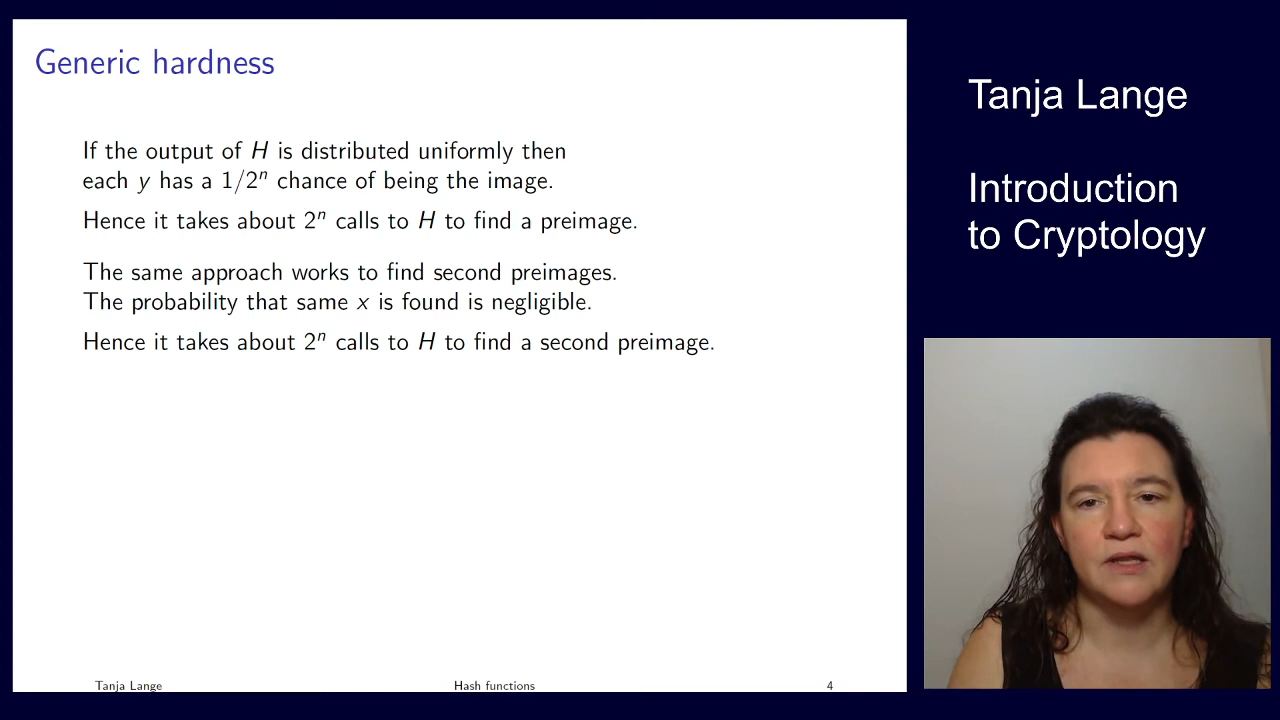 Generic hardness
If the output of H is distributed uniformly then
each y has a 1/2ⁿ chance of being the image.
Hence it takes about 2ⁿ calls to H to find a preimage.
The same approach works to find second preimages.
The probability that same x is found is negligible.
Hence it takes about 2ⁿ calls to H to find a second preimage.
Tanja Lange
Hash functions
4
Tanja Lange
Introduction
to Cryptology